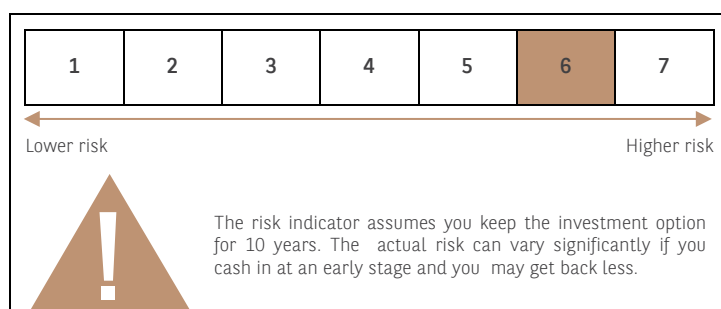 1 2 3 4 5 6 7
Lower risk Higher risk
!
The risk indicator assumes you keep the investment option
for 10 years. The actual risk can vary significantly if you
cash in at an early stage and you may get back less.